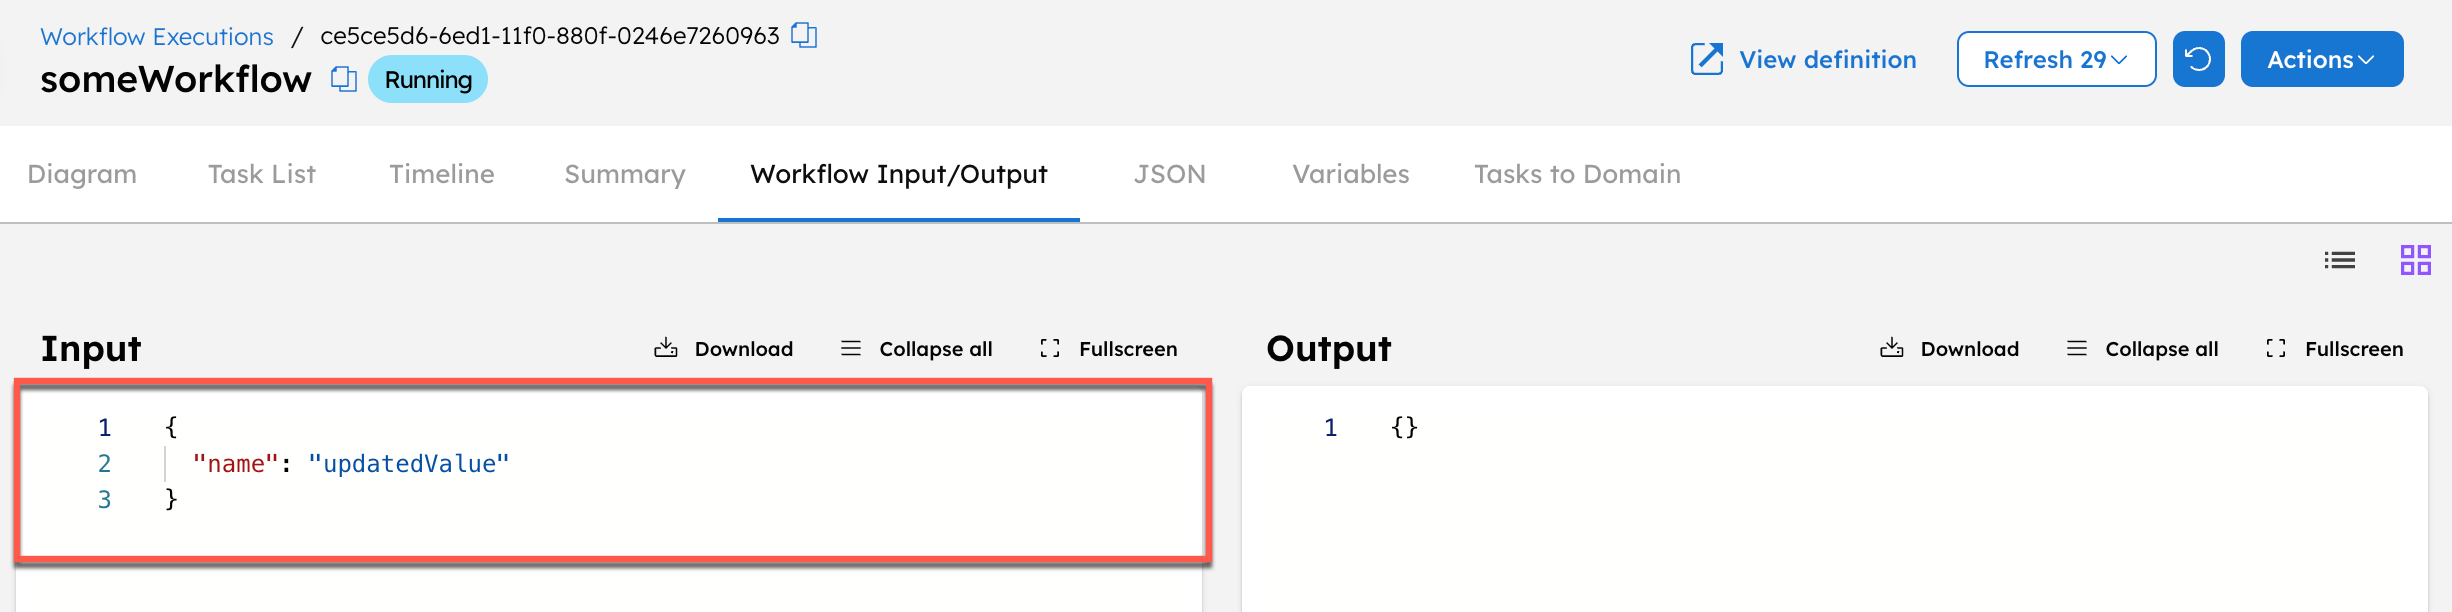 Workflow Executions / ce5ce5d6-6ed1-11f0-880f-0246e7260963
someWorkflow Running
View definition Refresh 29 Actions
Diagram Task List Timeline Summary Workflow Input/Output JSON Variables Tasks to Domain
Input Download Collapse all Fullscreen
1 {
2 "name": "updatedValue"
3 }
Output Download Collapse all Fullscreen
1 {}